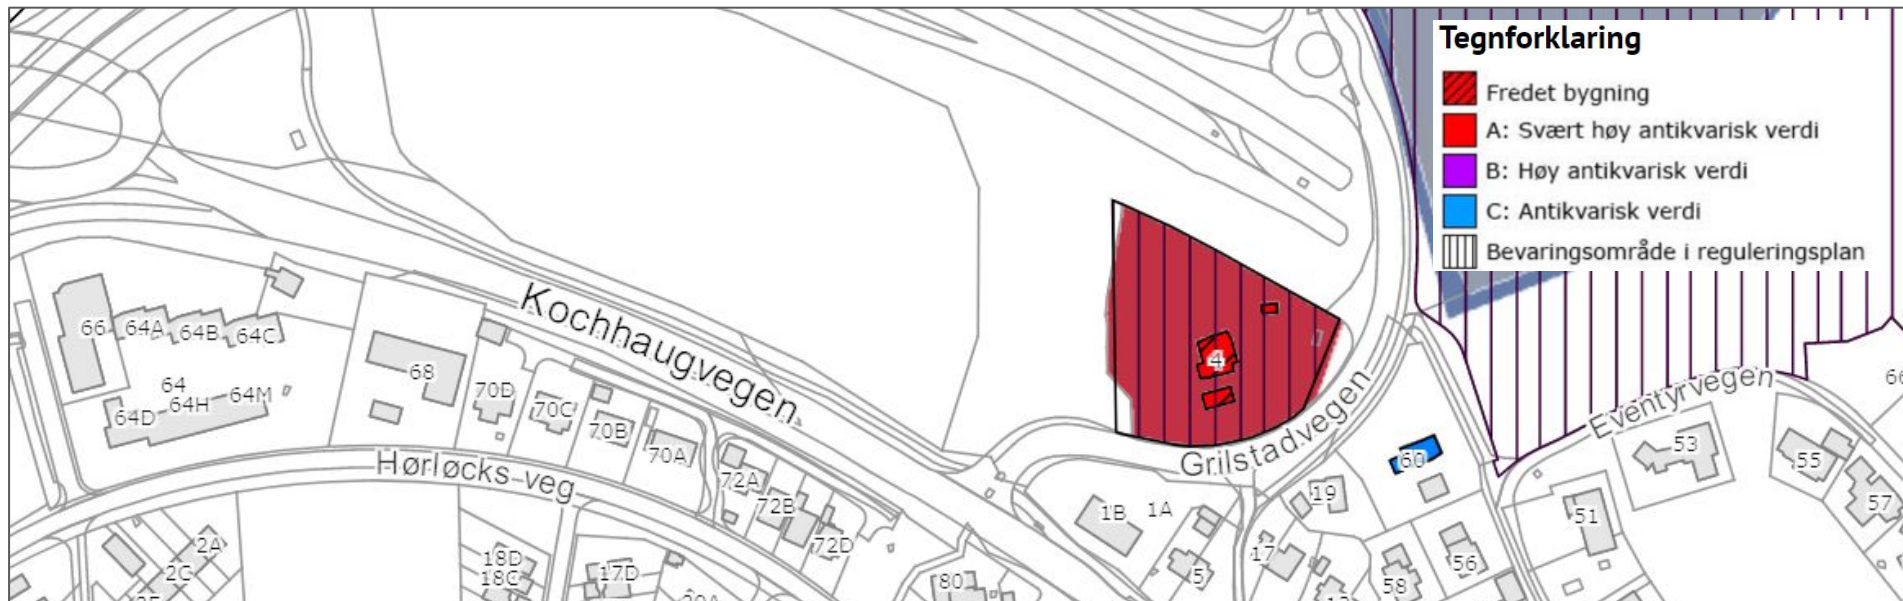 Tegnforklaring
Fredet bygning
A: Svært høy antikvarisk verdi
B: Høy antikvarisk verdi
C: Antikvarisk verdi
Bevaringsområde i reguleringsplan
Kochhaugvegen
66
64A
64B
64C
64
64H
64M
64D
68
70D
70C
70B
70A
4
Grilstadvegen
Eventyrvegen
Hørløcks veg
72A
72B
72D
1B
1A
60
19
53
55
57
51
2A
2C
18D
18C
17D
80
5
17
58
56